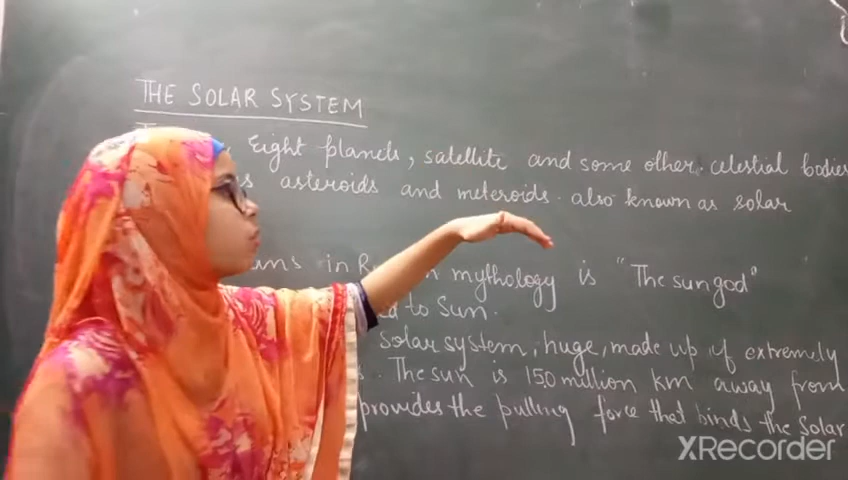 THE SOLAR SYSTEM
Eight planets, satellite and some other celestial bodies
asteroids and meteroids. also known as solar
in mythology is "The sun god"
to Sun.
solar system, huge, made up of extremely
The sun is 150 million km away from
provides the pulling force that binds the solar
XRecorder